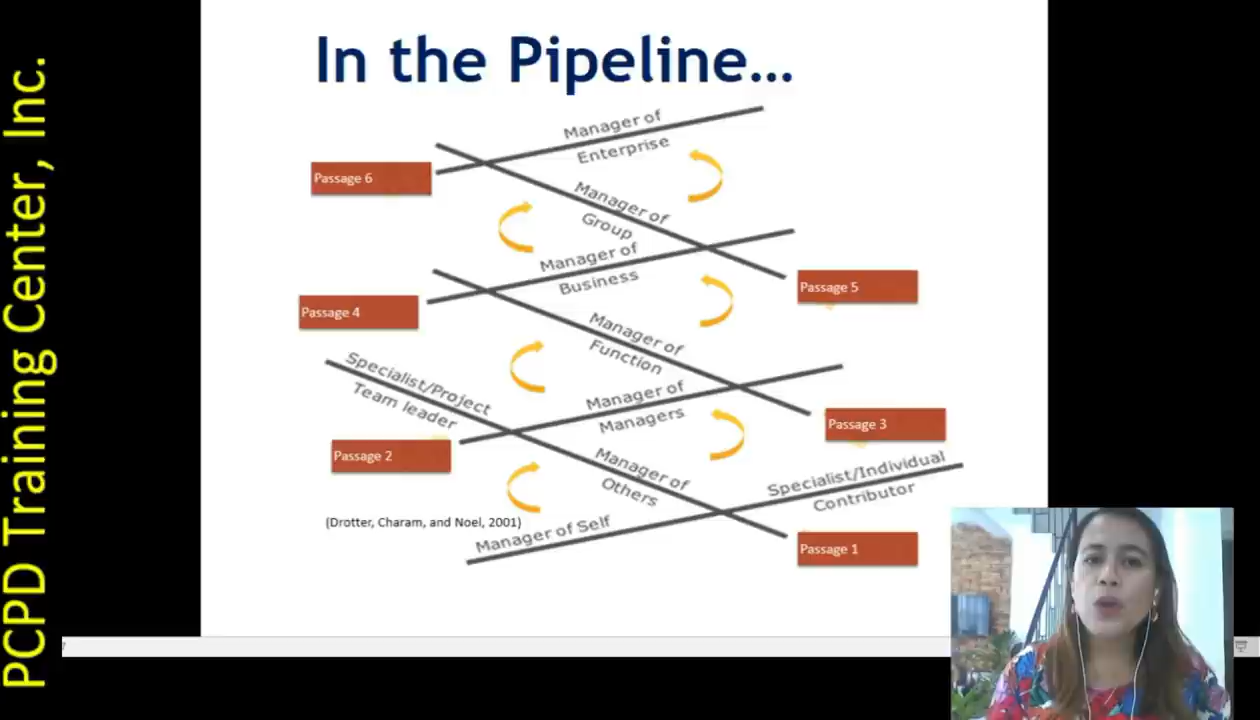 PCPD Training Center, Inc.
In the Pipeline...
Manager of
Enterprise
Passage 6
Manager of
Group
Manager of
Business
Passage 5
Passage 4
Manager of
Function
Specialist/Project
Team leader
Manager of
Managers
Passage 3
Passage 2
Manager of
Others
Specialist/Individual
Contributor
(Drotter, Charam, and Noel, 2001)
Manager of Self
Passage 1